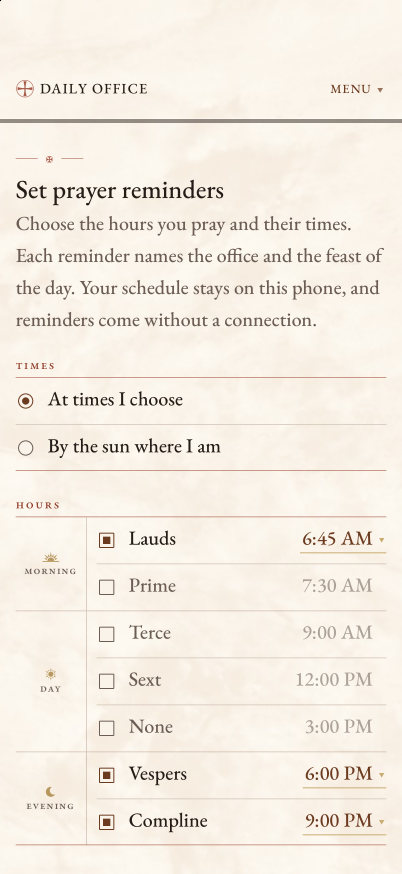 DAILY OFFICE
MENU
Set prayer reminders
Choose the hours you pray and their times.
Each reminder names the office and the feast of
the day. Your schedule stays on this phone, and
reminders come without a connection.
TIMES
At times I choose
By the sun where I am
HOURS
MORNING
Lauds 6:45 AM
Prime 7:30 AM
DAY
Terce 9:00 AM
Sext 12:00 PM
None 3:00 PM
EVENING
Vespers 6:00 PM
Compline 9:00 PM